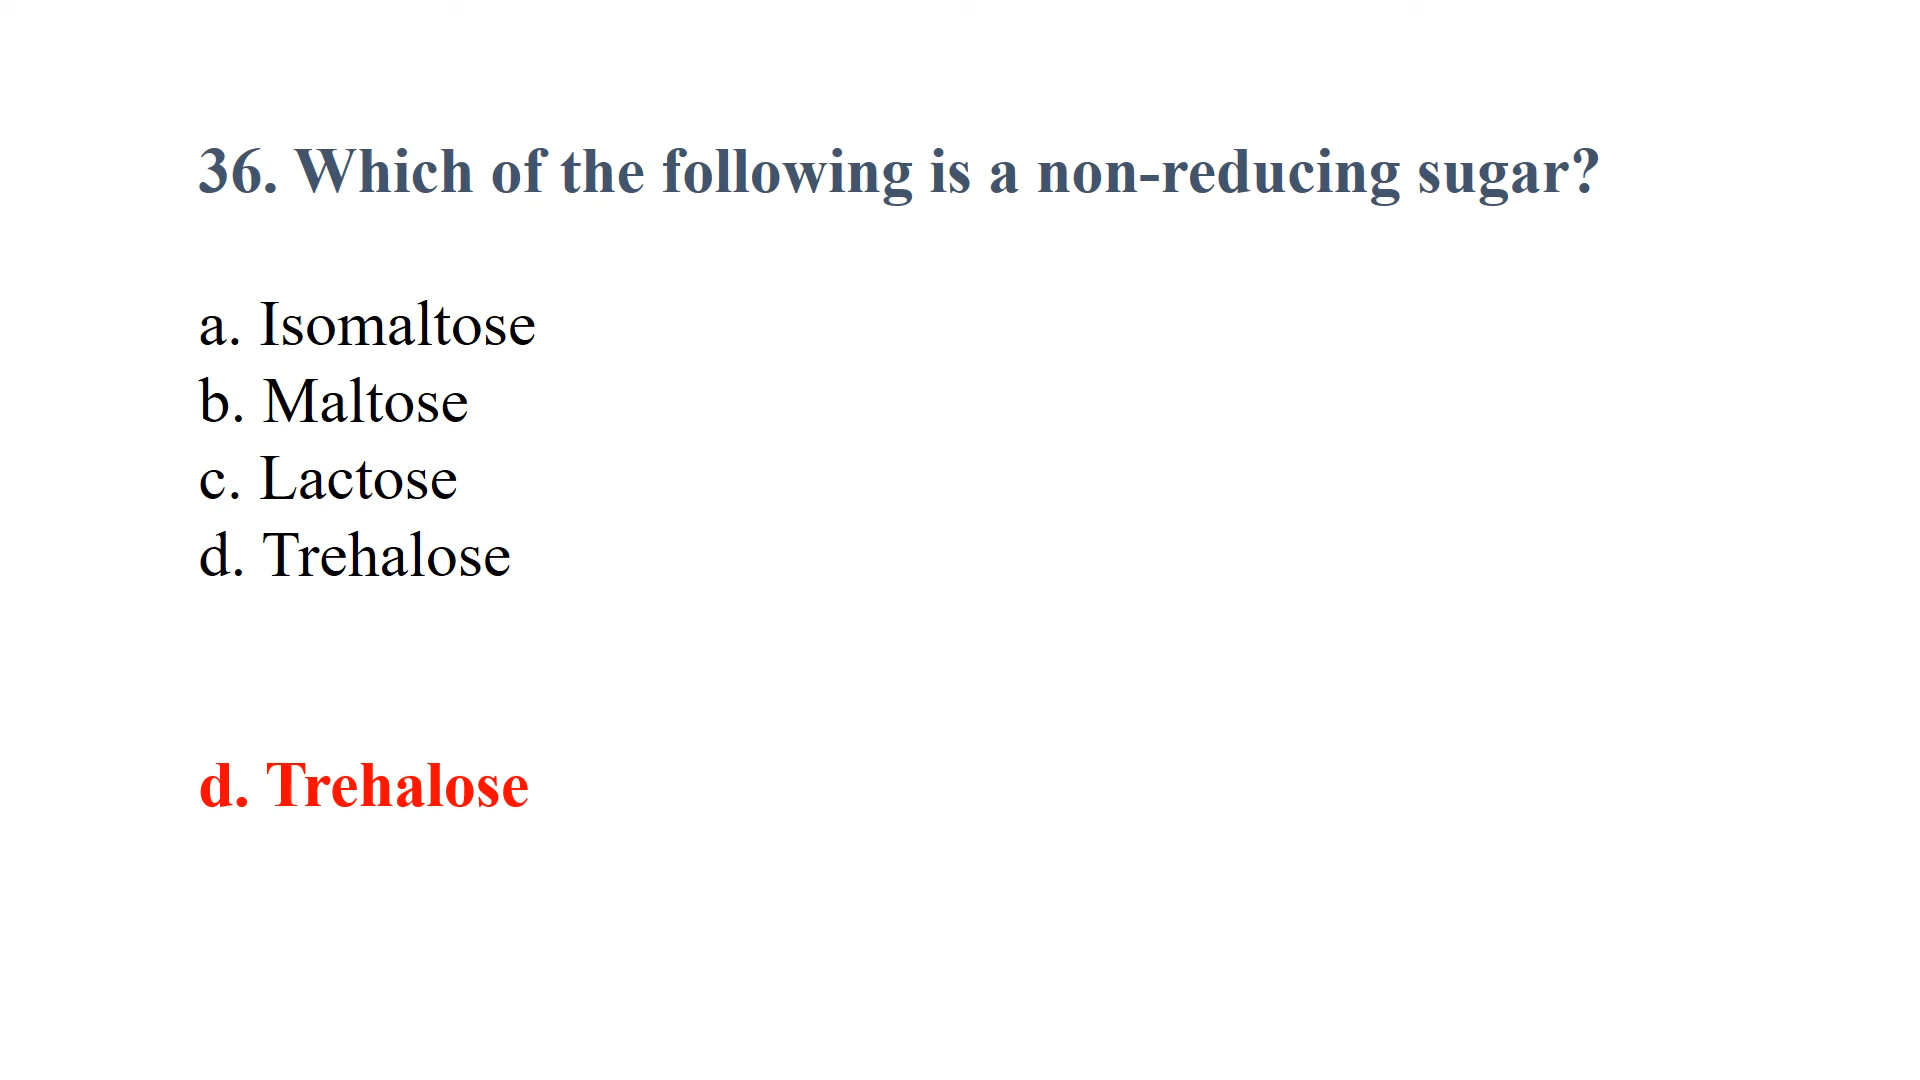 36. Which of the following is a non-reducing sugar?
a. Isomaltose
b. Maltose
c. Lactose
d. Trehalose
d. Trehalose